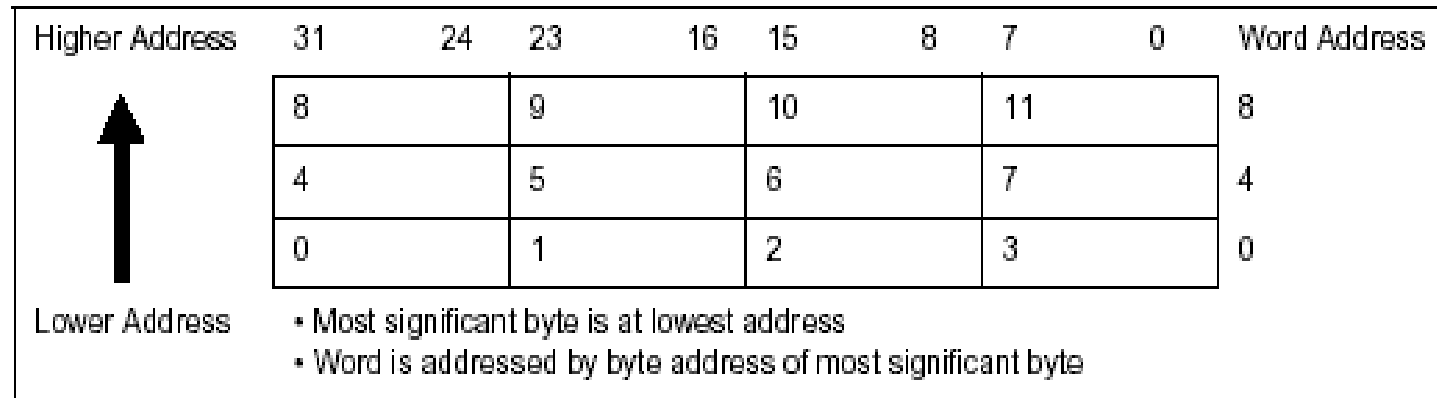 Higher Address 31 24 23 16 15 8 7 0 Word Address
8 9 10 11 8
4 5 6 7 4
0 1 2 3 0
Lower Address • Most significant byte is at lowest address
• Word is addressed by byte address of most significant byte